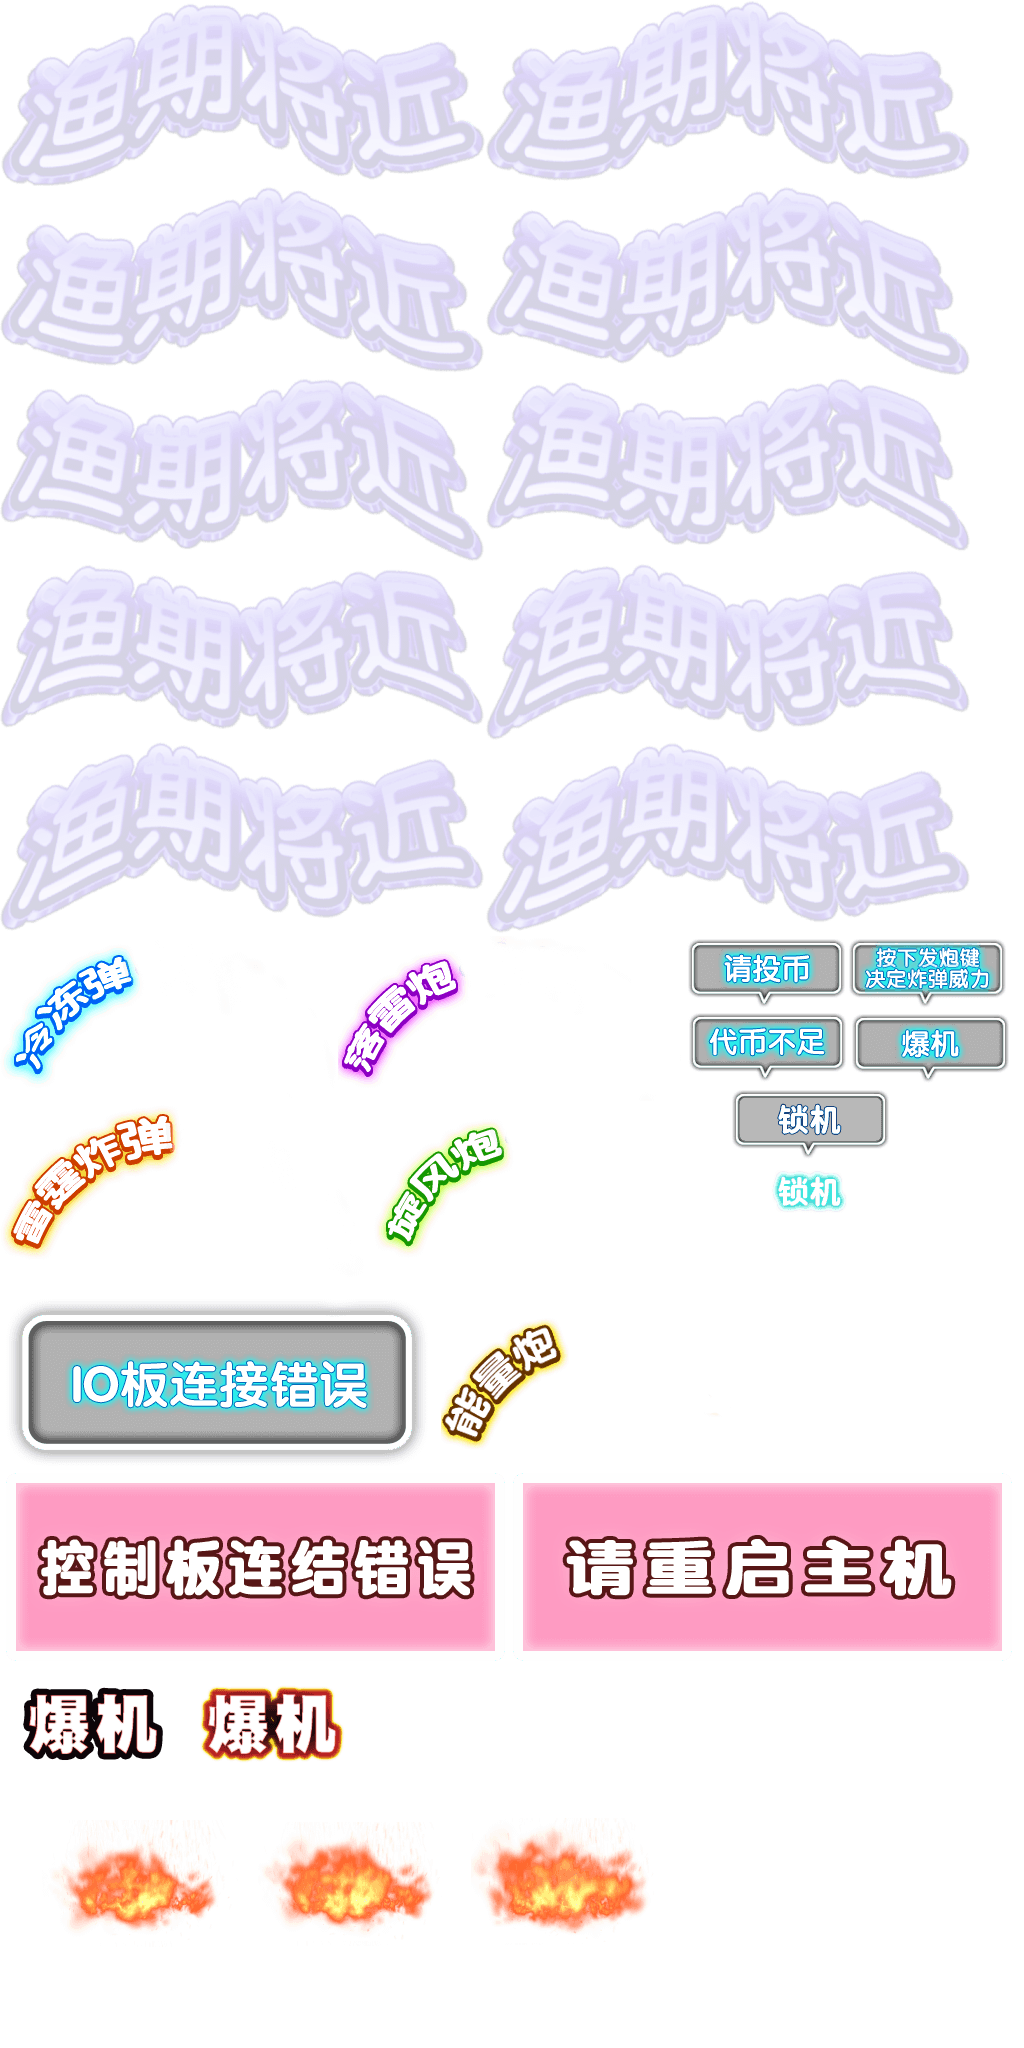 渔期将近 渔期将近
渔期将近 渔期将近
渔期将近 渔期将近
渔期将近 渔期将近
渔期将近 渔期将近
冷冻弹
落雷炮
请投币
按下发炮键
决定炸弹威力
代币不足
爆机
锁机
锁机
雷霆炸弹
旋风炮
IO板连接错误
能量炮
控制板连结错误
请重启主机
爆机 爆机